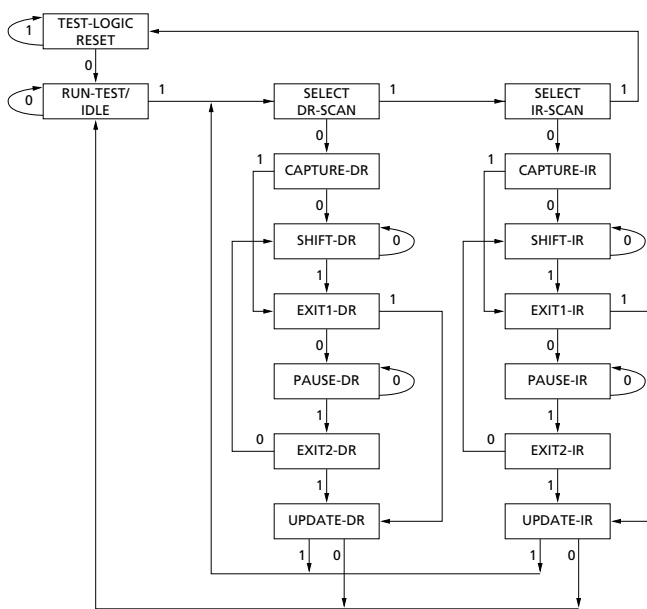 TEST-LOGIC
RESET
1
0
RUN-TEST/
IDLE
0
1
SELECT
DR-SCAN
1
SELECT
IR-SCAN
1
0
0
1
CAPTURE-DR
1
CAPTURE-IR
0
0
SHIFT-DR
0
SHIFT-IR
0
1
1
EXIT1-DR
1
EXIT1-IR
1
0
0
PAUSE-DR
0
PAUSE-IR
0
1
1
0
EXIT2-DR
0
EXIT2-IR
1
1
UPDATE-DR
UPDATE-IR
1
0
1
0